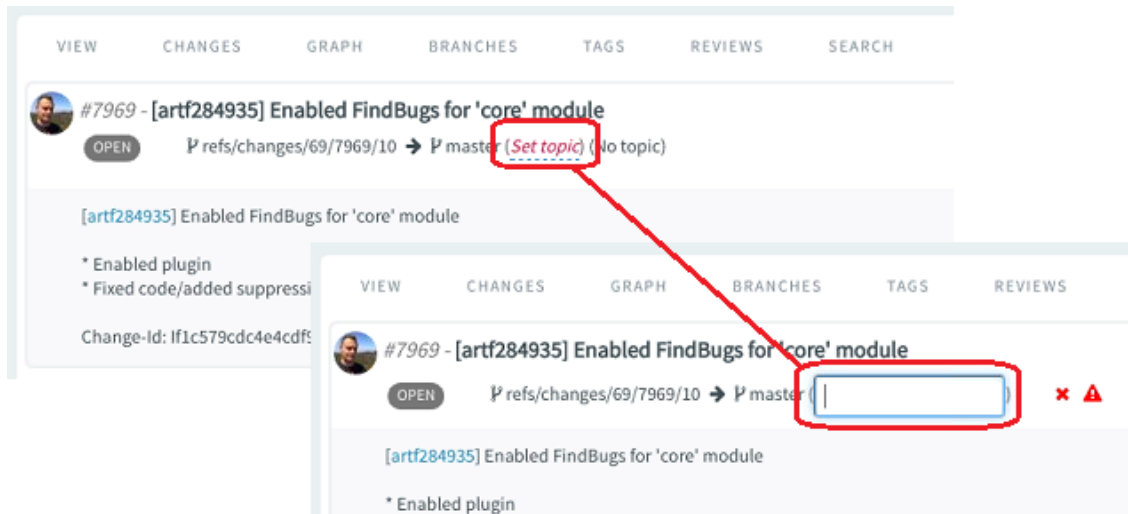 VIEW CHANGES GRAPH BRANCHES TAGS REVIEWS SEARCH
#7969 - [artf284935] Enabled FindBugs for 'core' module
OPEN refs/changes/69/7969/10 → master (Set topic) (No topic)
[artf284935] Enabled FindBugs for 'core' module
* Enabled plugin
* Fixed code/added suppressi
Change-Id: If1c579cdc4e4cdf9
VIEW CHANGES GRAPH BRANCHES TAGS REVIEWS
#7969 - [artf284935] Enabled FindBugs for 'core' module
OPEN refs/changes/69/7969/10 → master ( )
[artf284935] Enabled FindBugs for 'core' module
* Enabled plugin